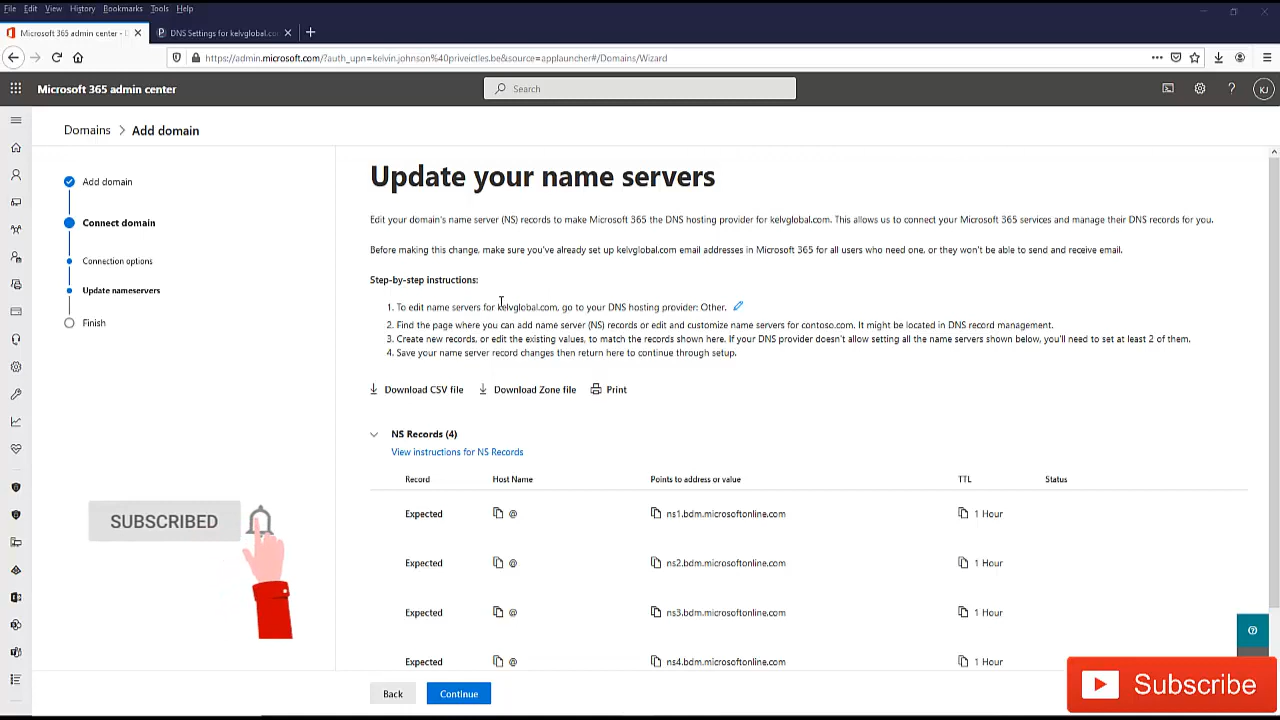 File Edit View History Bookmarks Tools Help
Microsoft 365 admin center - D
DNS Settings for kelvglobal.co
https://admin.microsoft.com/?auth_upn=kelvin.johnson%40priveictles.be&source=applauncher#/Domains/Wizard
Microsoft 365 admin center
Search
KJ
Domains > Add domain
Add domain
Connect domain
Connection options
Update nameservers
Finish
Update your name servers
Edit your domain's name server (NS) records to make Microsoft 365 the DNS hosting provider for kelvglobal.com. This allows us to connect your Microsoft 365 services and manage their DNS records for you.
Before making this change, make sure you've already set up kelvglobal.com email addresses in Microsoft 365 for all users who need one, or they won't be able to send and receive email.
Step-by-step instructions:
1. To edit name servers for kelvglobal.com, go to your DNS hosting provider: Other.
2. Find the page where you can add name server (NS) records or edit and customize name servers for contoso.com. It might be located in DNS record management.
3. Create new records, or edit the existing values, to match the records shown here. If your DNS provider doesn't allow setting all the name servers shown below, you'll need to set at least 2 of them.
4. Save your name server record changes then return here to continue through setup.
Download CSV file Download Zone file Print
NS Records (4)
View instructions for NS Records
Record Host Name Points to address or value TTL Status
Expected @ ns1.bdm.microsoftonline.com 1 Hour
Expected @ ns2.bdm.microsoftonline.com 1 Hour
Expected @ ns3.bdm.microsoftonline.com 1 Hour
Expected @ ns4.bdm.microsoftonline.com 1 Hour
Back Continue
SUBSCRIBED
Subscribe